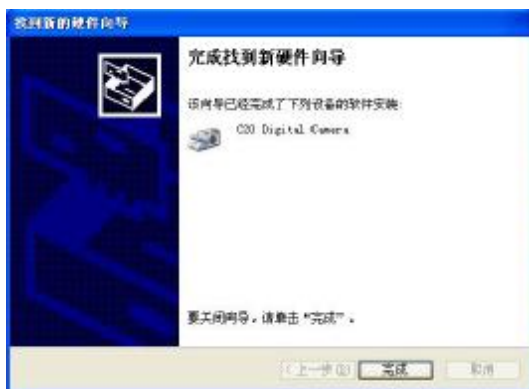 找到新的硬件向导
完成找到新硬件向导
该向导已经完成了下列设备的软件安装:
C20 Digital Camera
要关闭向导，请单击“完成”。
<上一步(B)
完成
取消